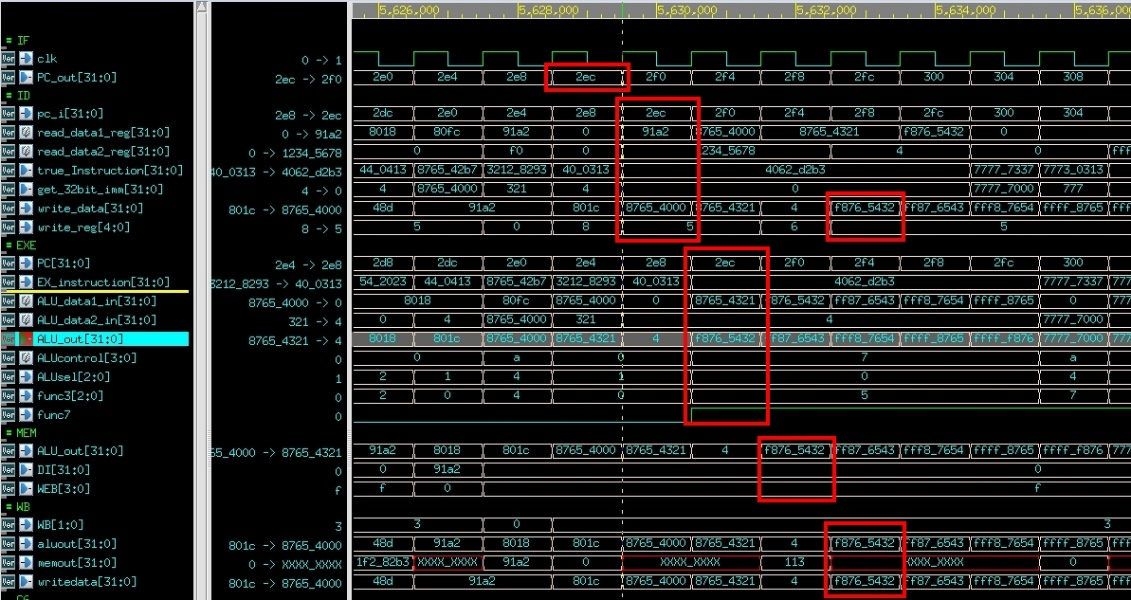 5,626,000 5,628,000 5,630,000 5,632,000 5,634,000 5,636,000
= IF
clk 0 -> 1
PC_out[31:0] 2ec -> 2f0 2e0 2e4 2e8 2ec 2f0 2f4 2f8 2fc 300 304 308
= ID
pc_i[31:0] 2e8 -> 2ec 2dc 2e0 2e4 2e8 2ec 2f0 2f4 2f8 2fc 300 304
read_data1_reg[31:0] 0 -> 91a2 8018 80fc 91a2 0 91a2 8765_4000 8765_4321 f876_5432 0
read_data2_reg[31:0] 0 -> 1234_5678 0 f0 0 234_5678 4 0 fff
true_Instruction[31:0] 40_0313 -> 4062_d2b3 44_0413 8765_42b7 3212_8293 40_0313 4062_d2b3 7777_7337 7773_0313
get_32bit_imm[31:0] 4 -> 0 4 8765_4000 321 4 0 7777_7000 777
write_data[31:0] 801c -> 8765_4000 48d 91a2 801c 8765_4000 8765_4321 4 f876_5432 ff87_6543 fff8_7654 ffff_8765
write_reg[4:0] 8 -> 5 5 0 8 5 6 5
= EXE
PC[31:0] 2e4 -> 2e8 2d8 2dc 2e0 2e4 2e8 2ec 2f0 2f4 2f8 2fc 300
EX_instruction[31:0] 3212_8293 -> 40_0313 54_2023 44_0413 8765_42b7 3212_8293 40_0313 4062_d2b3 7777_7337 777
ALU_data1_in[31:0] 8765_4000 -> 0 8018 80fc 8765_4000 0 8765_4321 f876_5432 ff87_6543 fff8_7654 ffff_8765 0 777
ALU_data2_in[31:0] 321 -> 4 0 4 8765_4000 321 4 7777_7000
ALU_out[31:0] 8765_4321 -> 4 8018 801c 8765_4000 8765_4321 4 f876_5432 ff87_6543 fff8_7654 ffff_8765 ffff_f876 7777_7000 777
ALUcontrol[3:0] 0 0 a 0 7 a
ALUsel[2:0] 1 2 1 4 1 0 4
func3[2:0] 0 2 0 4 0 5 7
func7 0
= MEM
ALU_out[31:0] 65_4000 -> 8765_4321 91a2 8018 801c 8765_4000 8765_4321 4 f876_5432 ff87_6543 fff8_7654 ffff_8765 ffff_f876 777
DI[31:0] 0 0 91a2 0
WEB[3:0] f f 0 f
= WB
WB[1:0] 3 3 0 3
aluout[31:0] 801c -> 8765_4000 48d 91a2 8018 801c 8765_4000 8765_4321 4 f876_5432 ff87_6543 fff8_7654 ffff_8765
memout[31:0] 0 -> XXXX_XXXX 1f2_82b3 XXXX_XXXX 91a2 0 XXXX_XXXX 113 XXXX_XXXX 0
writedata[31:0] 801c -> 8765_4000 48d 91a2 801c 8765_4000 8765_4321 4 f876_5432 ff87_6543 fff8_7654 ffff_8765